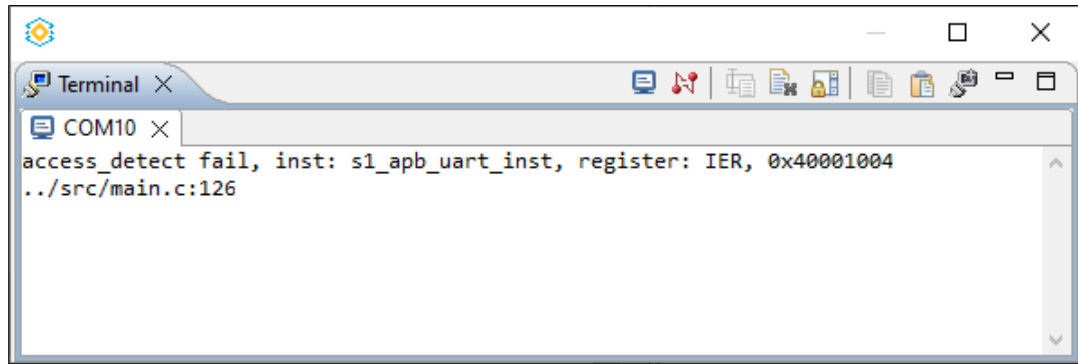 Terminal
COM10
access_detect fail, inst: s1_apb_uart_inst, register: IER, 0x40001004
../src/main.c:126